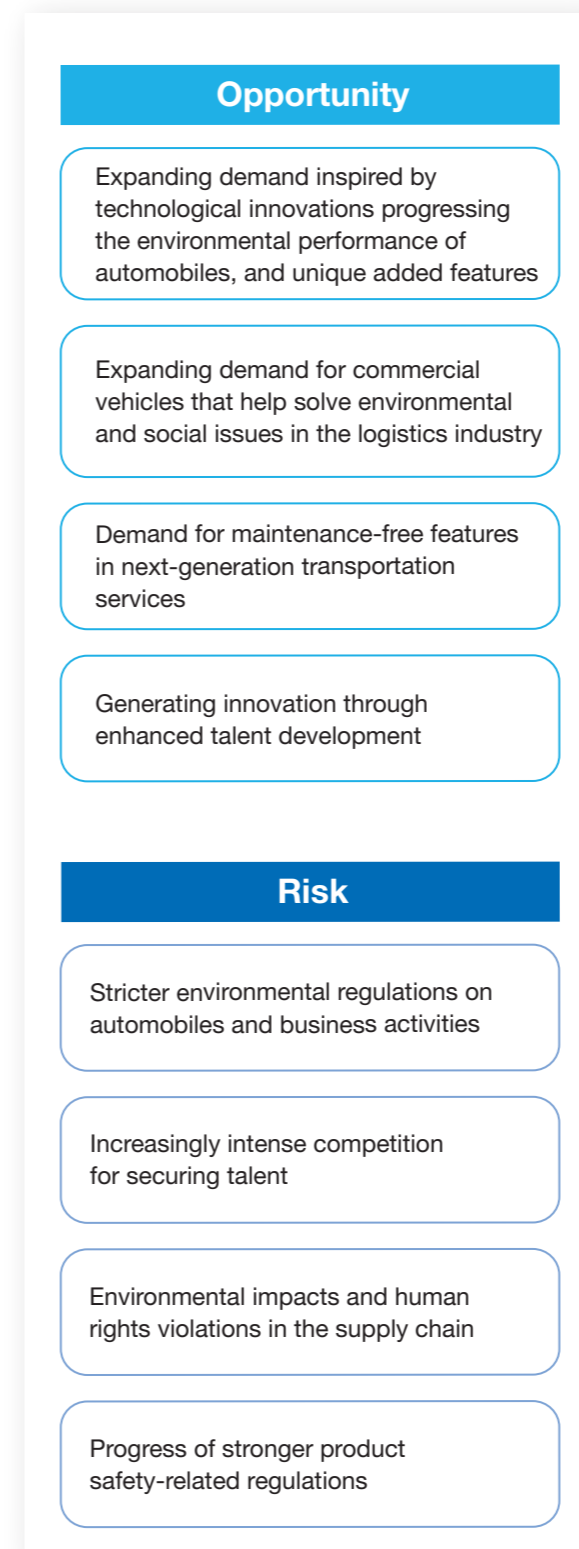 Opportunity
Expanding demand inspired by
technological innovations progressing
the environmental performance of
automobiles, and unique added features
Expanding demand for commercial
vehicles that help solve environmental
and social issues in the logistics industry
Demand for maintenance-free features
in next-generation transportation
services
Generating innovation through
enhanced talent development
Risk
Stricter environmental regulations on
automobiles and business activities
Increasingly intense competition
for securing talent
Environmental impacts and human
rights violations in the supply chain
Progress of stronger product
safety-related regulations